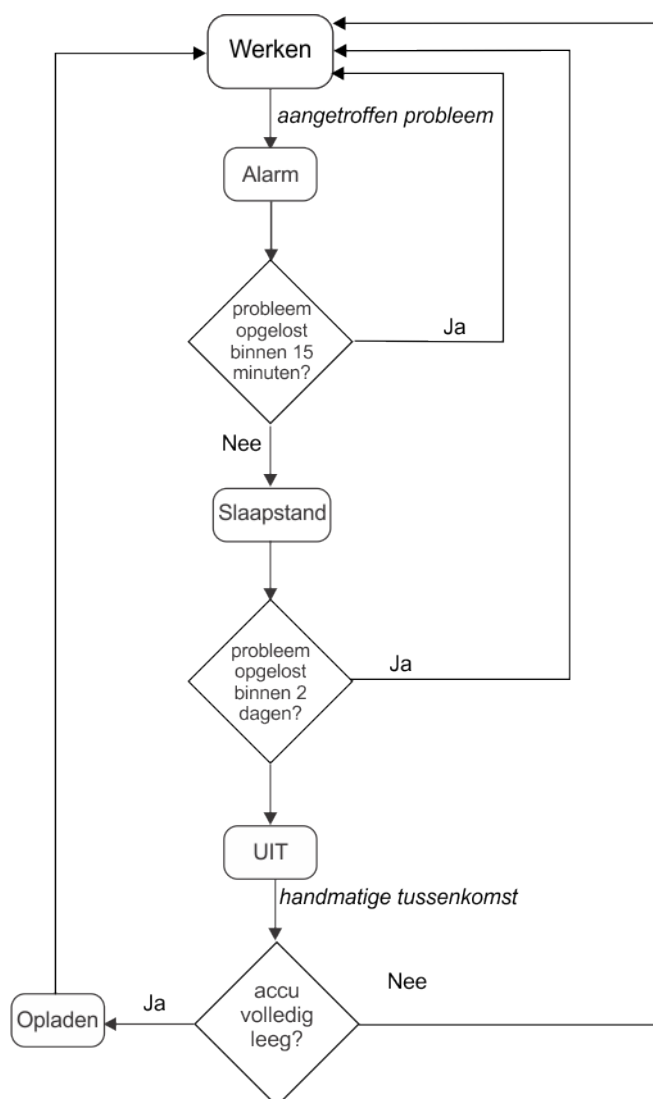 Werken
aangetroffen probleem
Alarm
probleem
opgelost
binnen 15
minuten?
Ja
Nee
Slaapstand
probleem
opgelost
binnen 2
dagen?
Ja
UIT
handmatige tussenkomst
accu
volledig
leeg?
Nee
Ja
Opladen